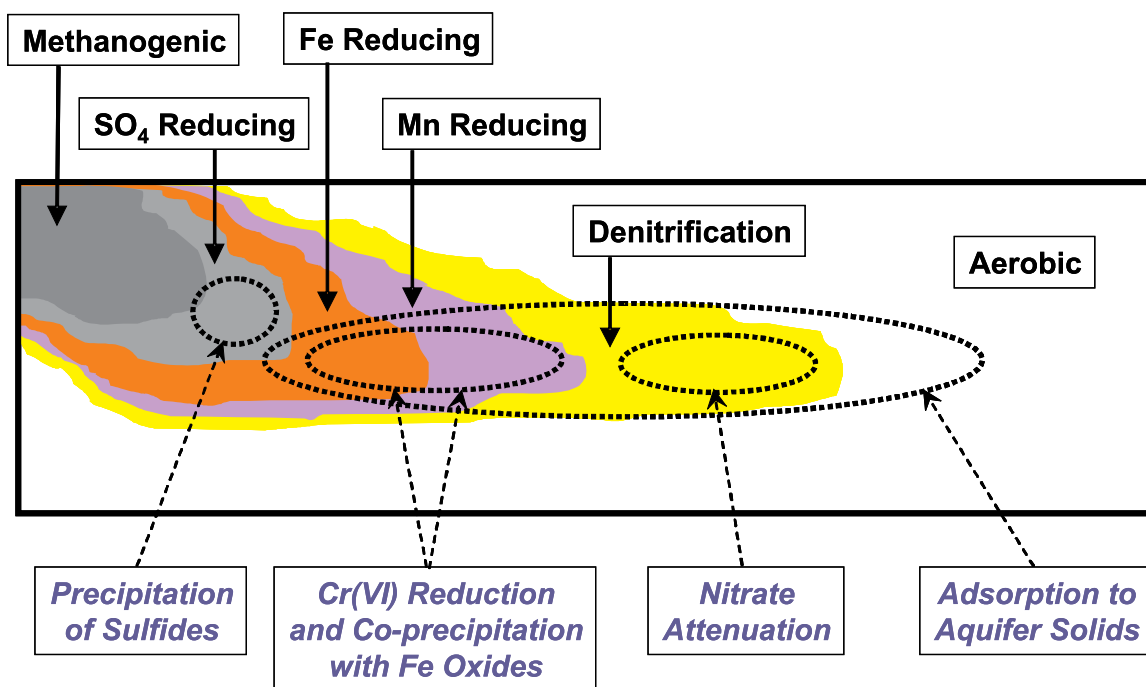 Methanogenic
Fe Reducing
SO₄ Reducing
Mn Reducing
Denitrification
Aerobic
Precipitation
of Sulfides
Cr(VI) Reduction
and Co-precipitation
with Fe Oxides
Nitrate
Attenuation
Adsorption to
Aquifer Solids